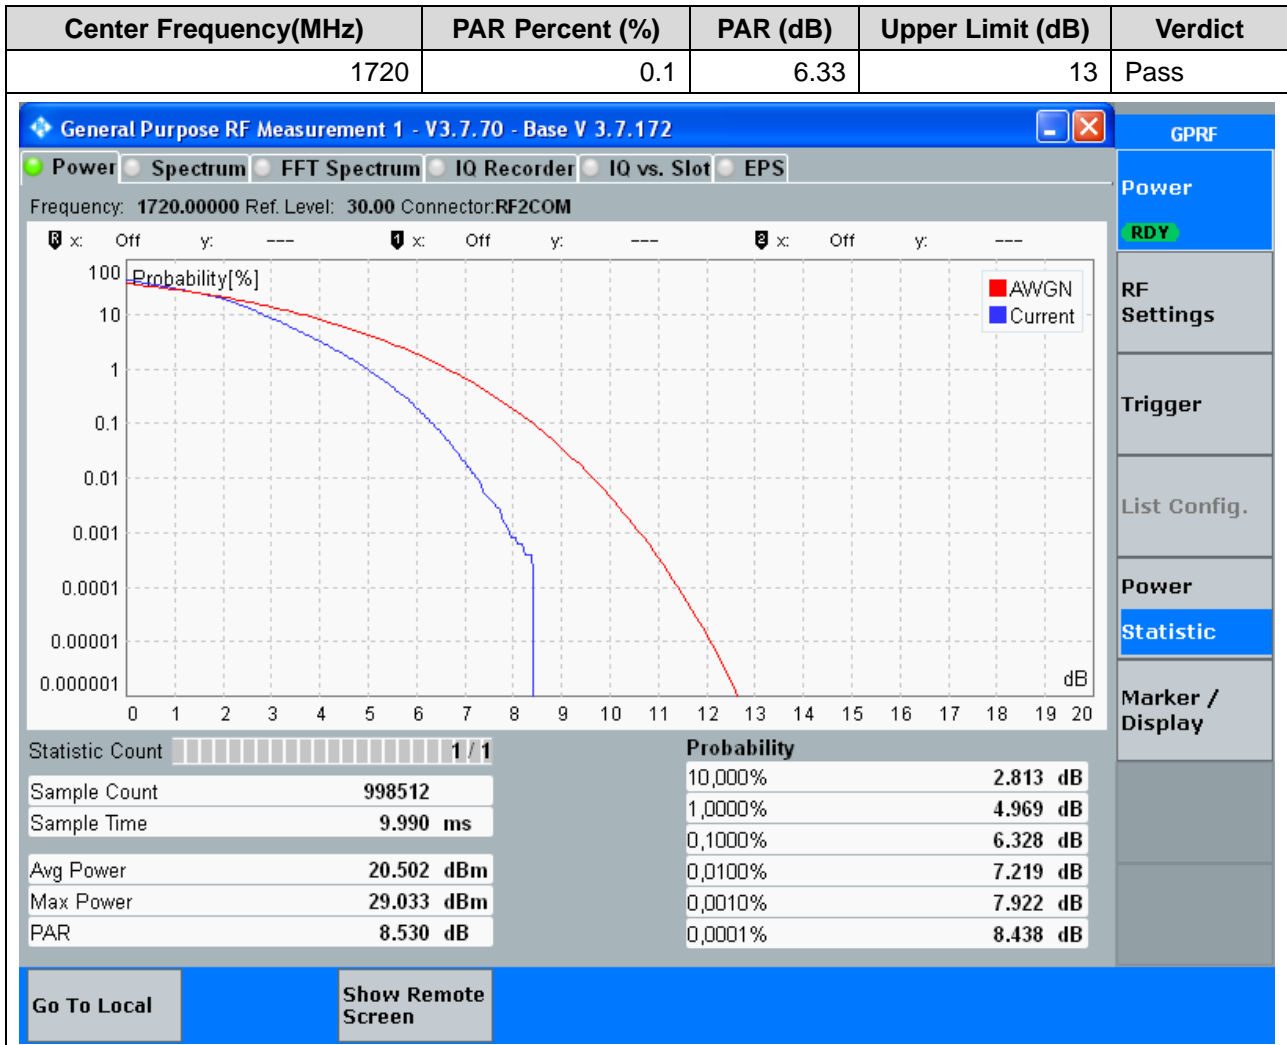 Center Frequency(MHz) PAR Percent (%) PAR (dB) Upper Limit (dB) Verdict
1720 0.1 6.33 13 Pass
General Purpose RF Measurement 1 - V3.7.70 - Base V 3.7.172
GPRF
Power Spectrum FFT Spectrum IQ Recorder IQ vs. Slot EPS
Frequency: 1720.00000 Ref. Level: 30.00 Connector:RF2COM
R x: Off y: --- 1 x: Off y: --- 2 x: Off y: ---
Probability[%]
AWGN
Current
100
10
1
0.1
0.01
0.001
0.0001
0.00001
0.000001
dB
0 1 2 3 4 5 6 7 8 9 10 11 12 13 14 15 16 17 18 19 20
Statistic Count 1 / 1
Sample Count 998512
Sample Time 9.990 ms
Avg Power 20.502 dBm
Max Power 29.033 dBm
PAR 8.530 dB
Probability
10,000% 2.813 dB
1,0000% 4.969 dB
0,1000% 6.328 dB
0,0100% 7.219 dB
0,0010% 7.922 dB
0,0001% 8.438 dB
Power
RDY
RF
Settings
Trigger
List Config.
Power
Statistic
Marker /
Display
Go To Local
Show Remote
Screen